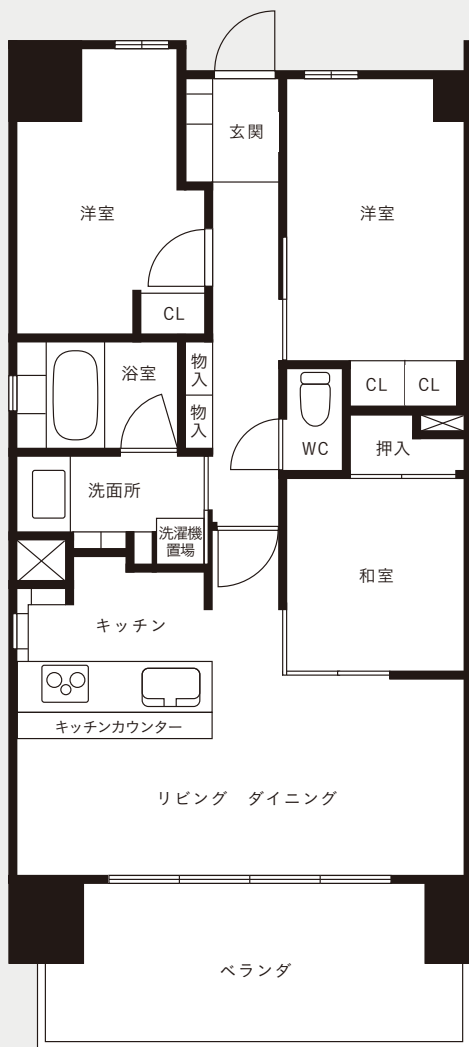 玄関
洋室
洋室
CL
物入
浴室
物入
CL
CL
WC
押入
洗面所
洗濯機
置場
和室
キッチン
キッチンカウンター
リビング　ダイニング
ベランダ